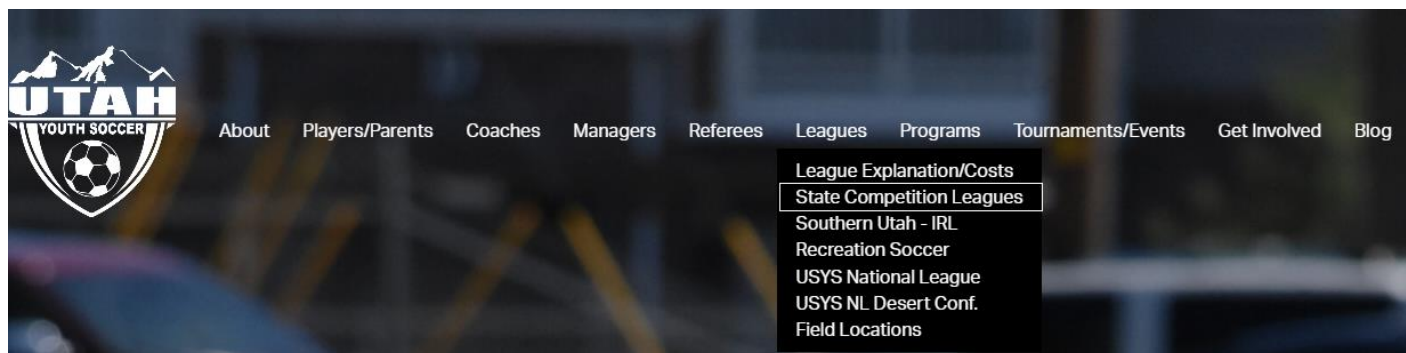 UTAH
YOUTH SOCCER
About Players/Parents Coaches Managers Referees Leagues Programs Tournaments/Events Get Involved Blog
League Explanation/Costs
State Competition Leagues
Southern Utah - IRL
Recreation Soccer
USYS National League
USYS NL Desert Conf.
Field Locations